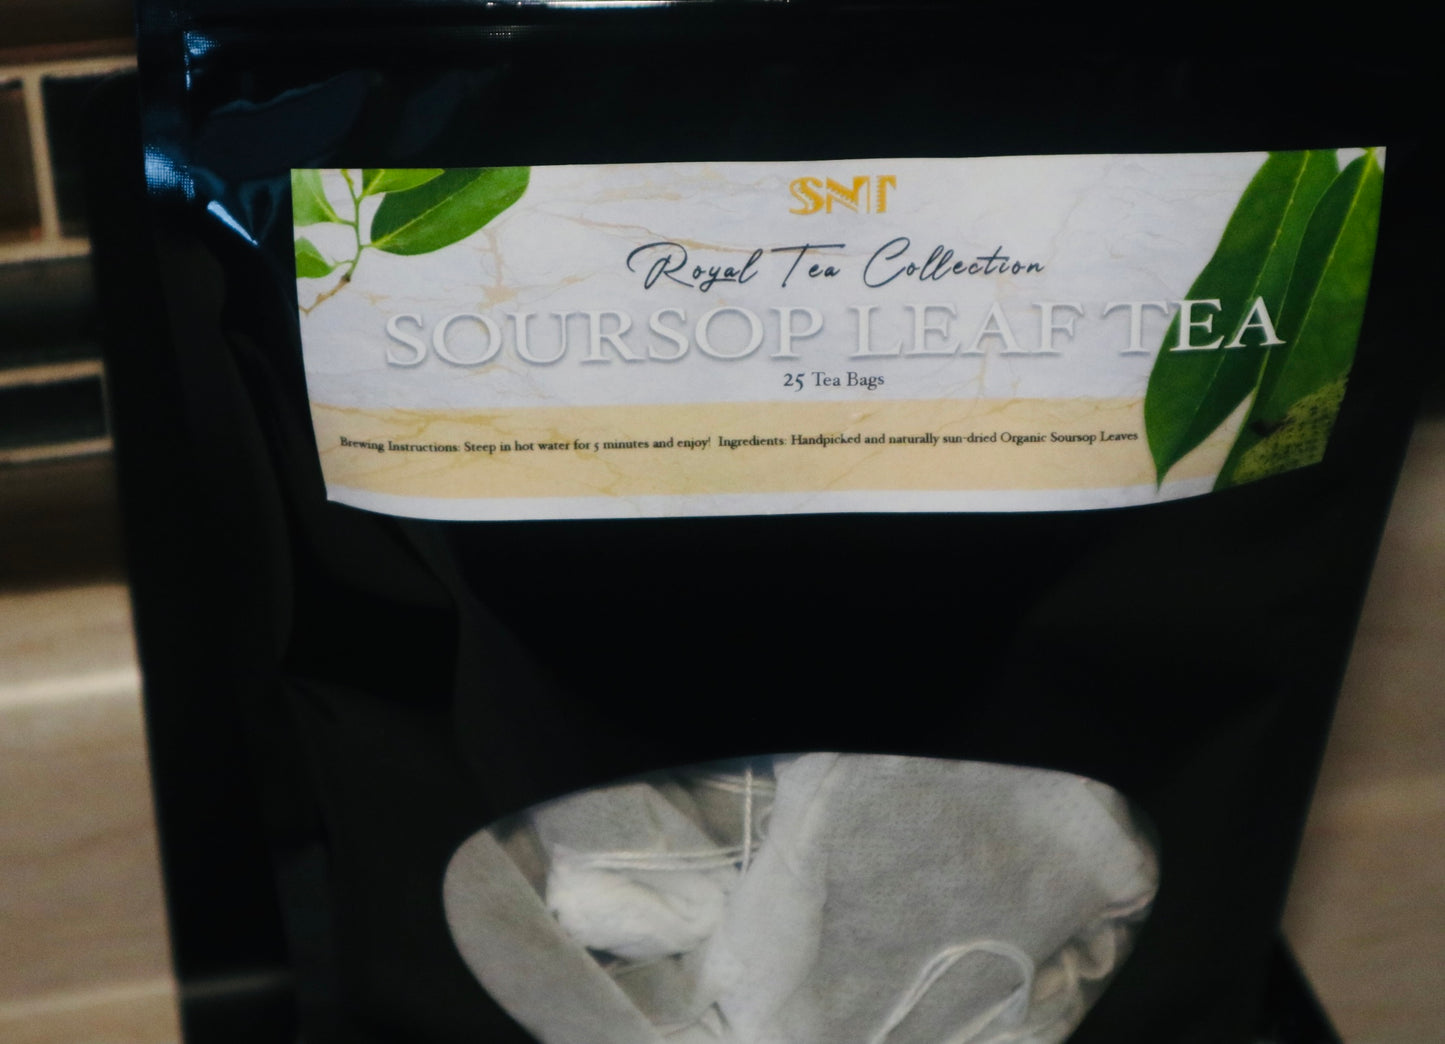 SNT
Royal Tea Collection
SOURSOP LEAF TEA
25 Tea Bags
Brewing Instructions: Steep in hot water for 5 minutes and enjoy! Ingredients: Handpicked and naturally sun-dried Organic Soursop Leaves